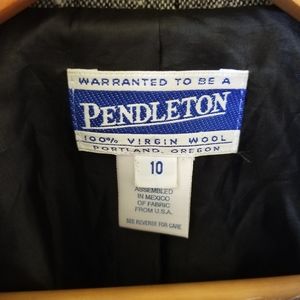 WARRANTED TO BE A
PENDLETON
100% VIRGIN WOOL
PORTLAND, OREGON
10
ASSEMBLED
IN MEXICO
OF FABRIC
FROM U.S.A.
SEE REVERSE FOR CARE